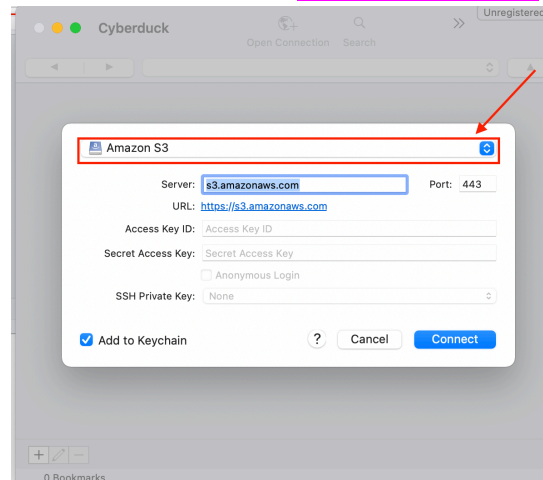 Cyberduck
Unregistered
Open Connection Search
Amazon S3
Server: s3.amazonaws.com Port: 443
URL: https://s3.amazonaws.com
Access Key ID: Access Key ID
Secret Access Key: Secret Access Key
Anonymous Login
SSH Private Key: None
Add to Keychain ? Cancel Connect
0 Bookmarks